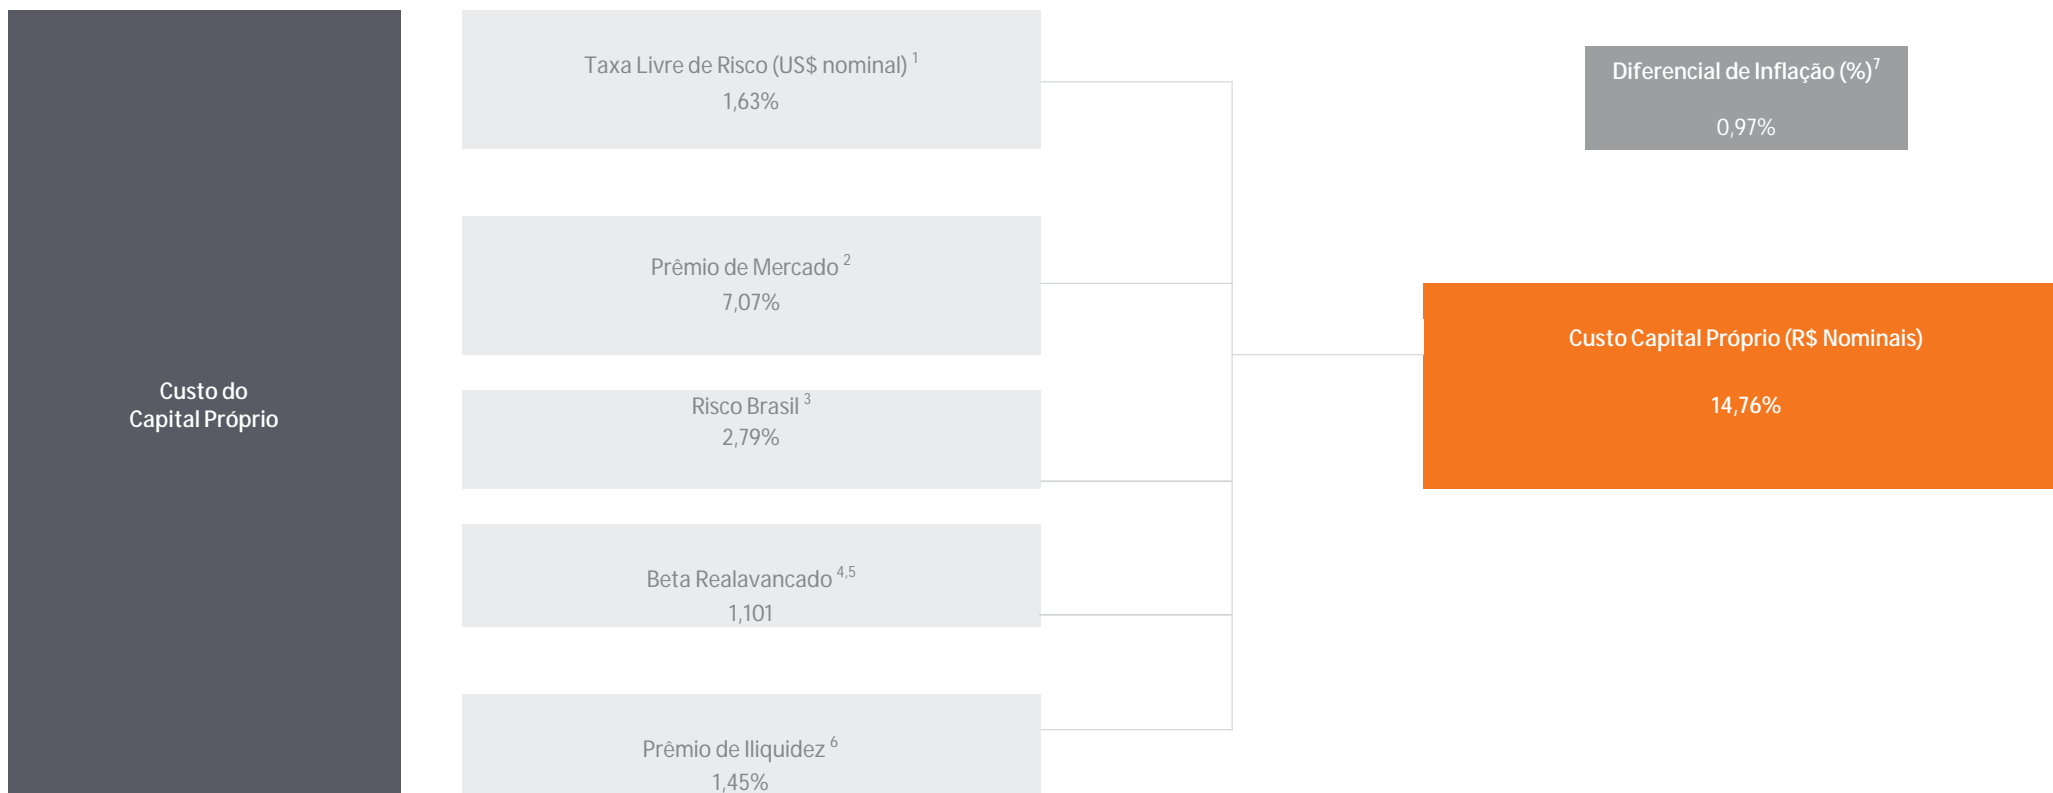 Custo do
Capital Próprio
Taxa Livre de Risco (US$ nominal) 1
1,63%
Prêmio de Mercado 2
7,07%
Risco Brasil 3
2,79%
Beta Realavancado 4,5
1,101
Prêmio de Iliquidez 6
1,45%
Diferencial de Inflação (%)7
0,97%
Custo Capital Próprio (R$ Nominais)
14,76%